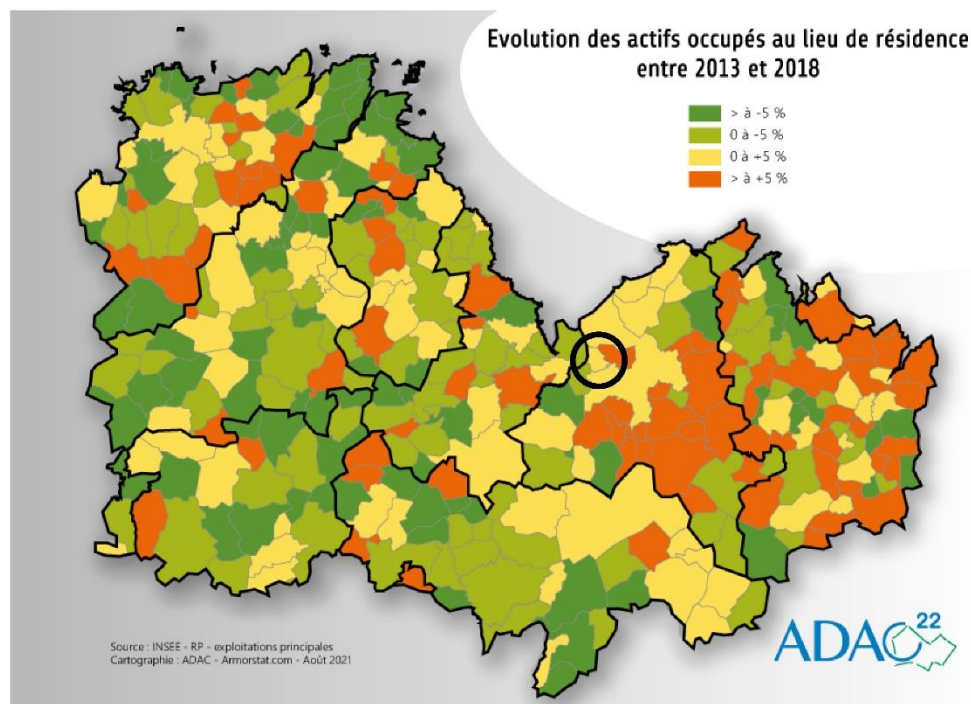 Evolution des actifs occupés au lieu de résidence
entre 2013 et 2018
> à -5 %
0 à -5 %
0 à +5 %
> à +5 %
Source : INSEE - RP - exploitations principales
Cartographie : ADAC - Armorstat.com - Août 2021
ADAC 22